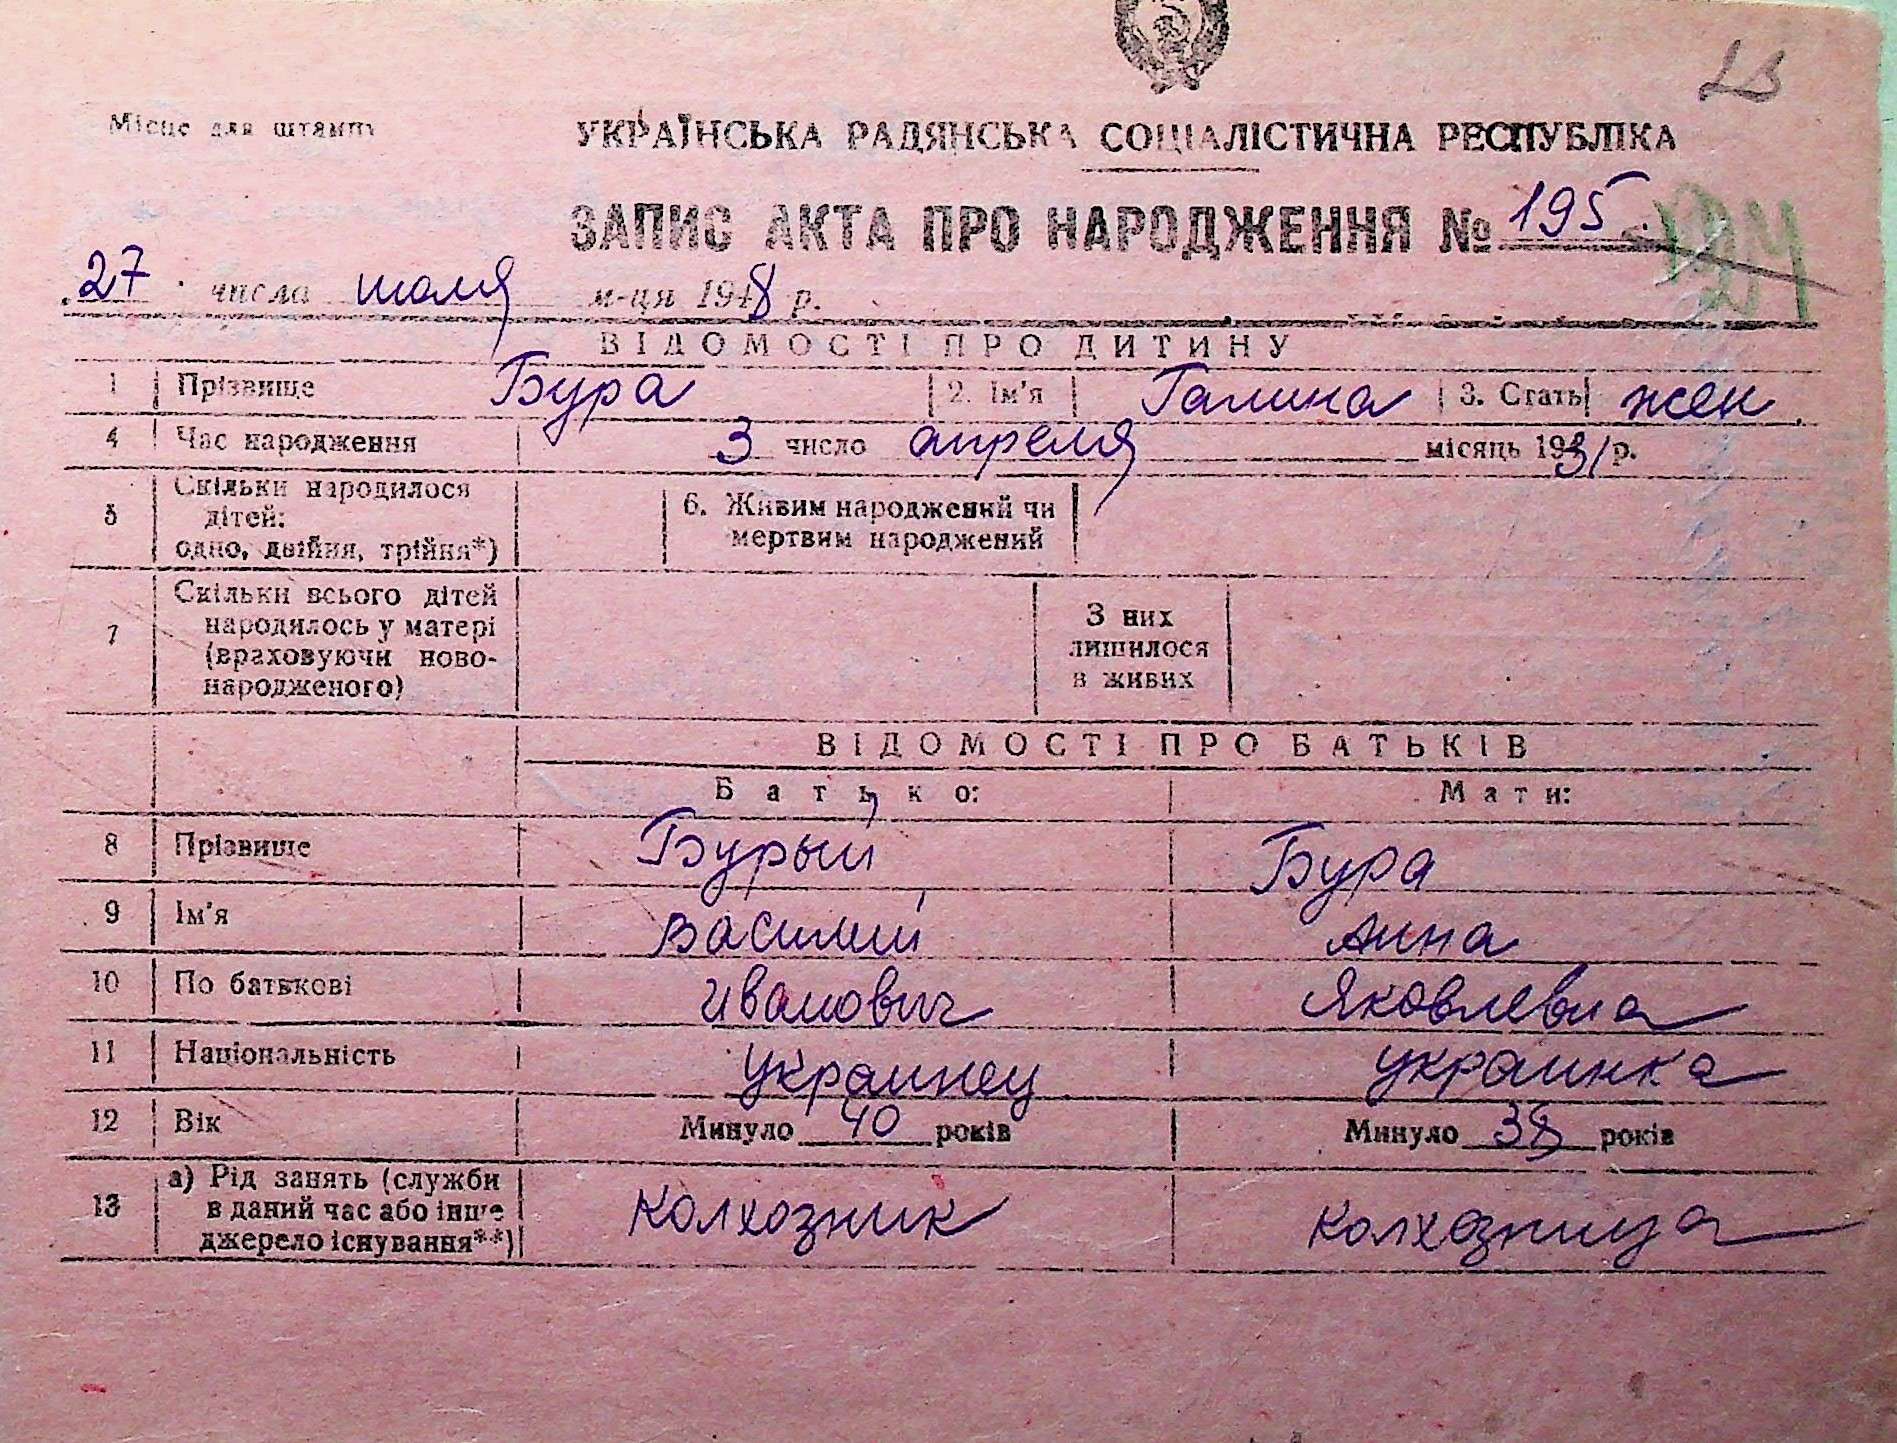 23
Місце для штампу
УКРАЇНСЬКА РАДЯНСЬКА СОЦІАЛІСТИЧНА РЕСПУБЛІКА
ЗАПИС АКТА ПРО НАРОДЖЕННЯ № 195
27 числа июля м-ця 1948 р.
ВІДОМОСТІ ПРО ДИТИНУ
1 Прізвище Бура 2. Ім'я Галина 3. Стать жен
4 Час народження 3 число апреля місяць 1931 р.
5 Скільки народилося
дітей:
одно, двійня, трійня*)
6. Живим народжений чи
мертвим народжений
7 Скільки всього дітей
народилось у матері
(враховуючи ново-
народженого)
З них
лишилося
в живих
ВІДОМОСТІ ПРО БАТЬКІВ
Батько: Мати:
8 Прізвище Бурый Бура
9 Ім'я Василий Анна
10 По батькові Иванович Яковлевна
11 Національність Украинец украинка
12 Вік Минуло 40 років Минуло 38 років
13 а) Рід занять (служби
в даний час або інше
джерело існування**)
Колхозник колхозница